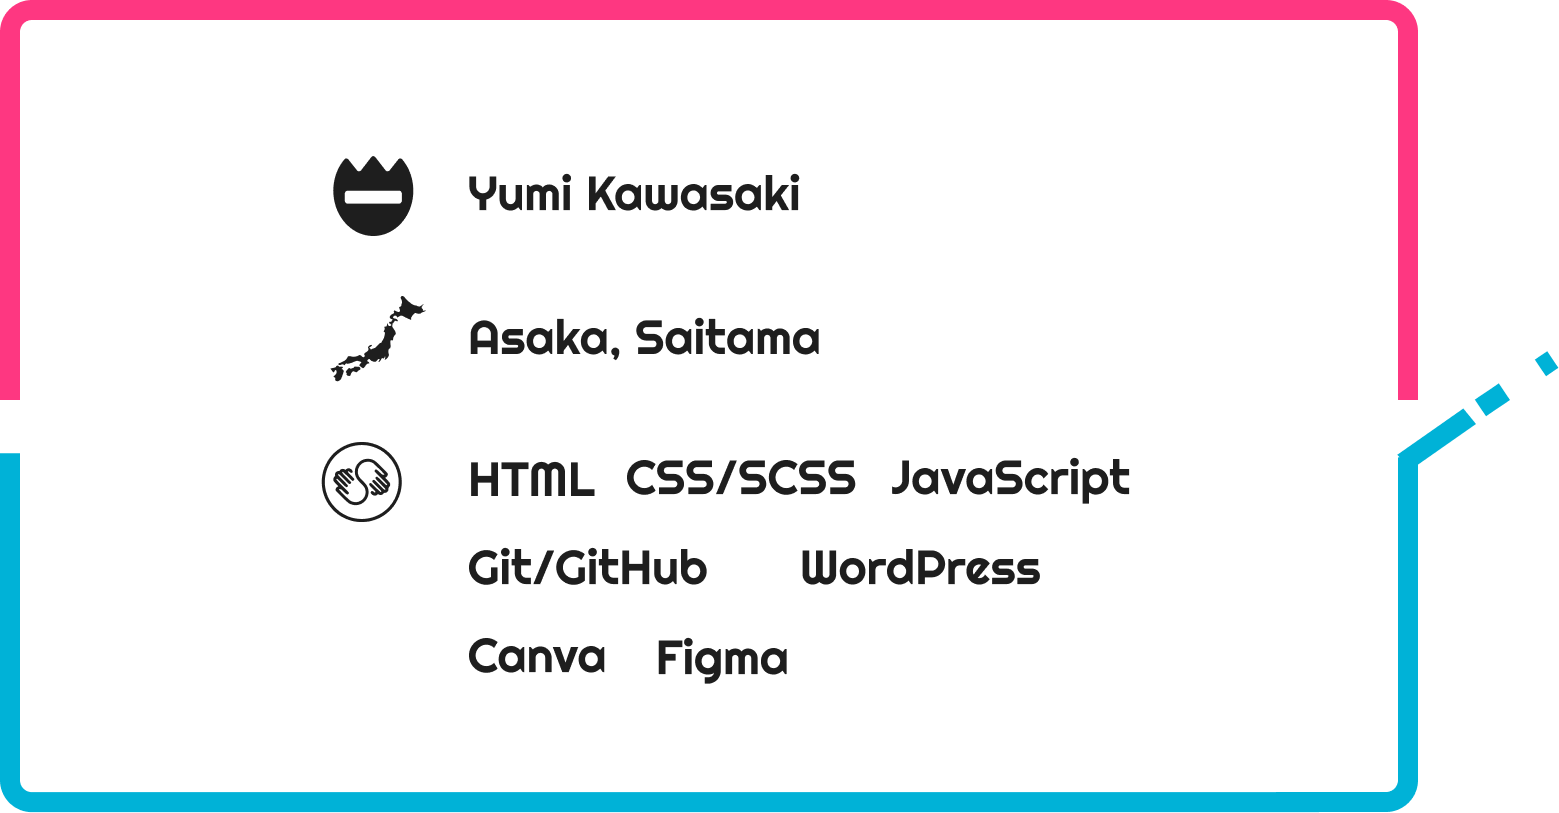 Yumi Kawasaki
Asaka, Saitama
HTML CSS/SCSS JavaScript
Git/GitHub WordPress
Canva Figma